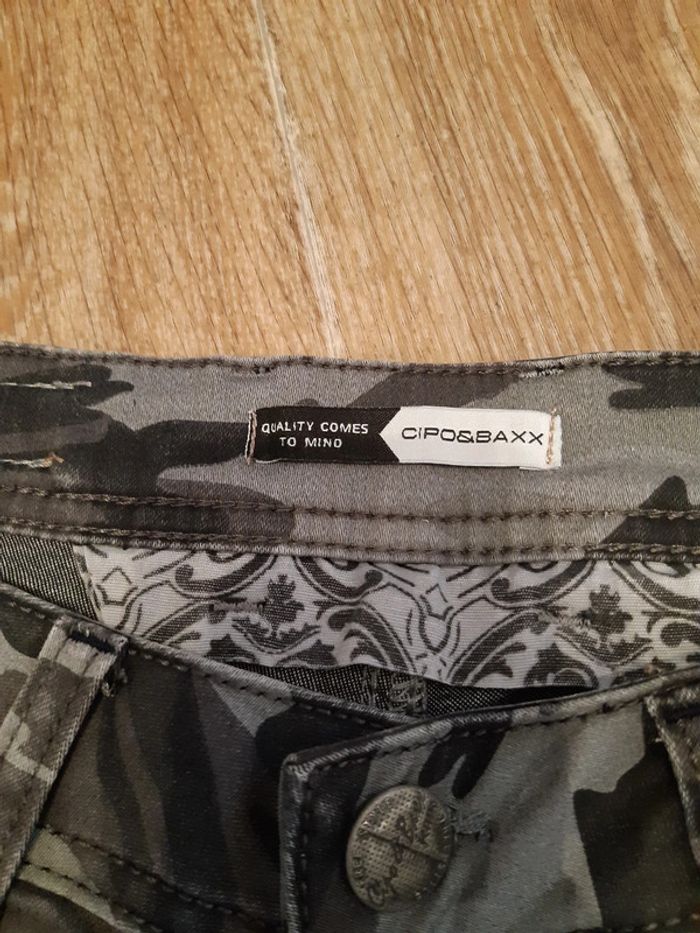 QUALITY COMES
TO MIND
CIPO&BAXX